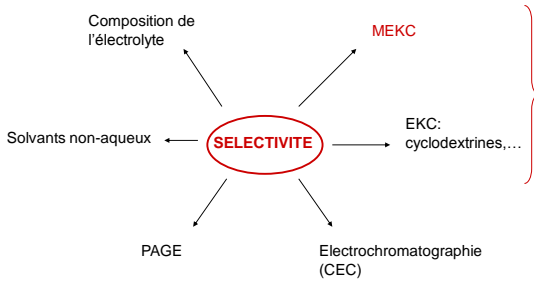 Composition de
l'électrolyte
MEKC
Solvants non-aqueux
SELECTIVITE
EKC:
cyclodextrines,...
PAGE
Electrochromatographie
(CEC)